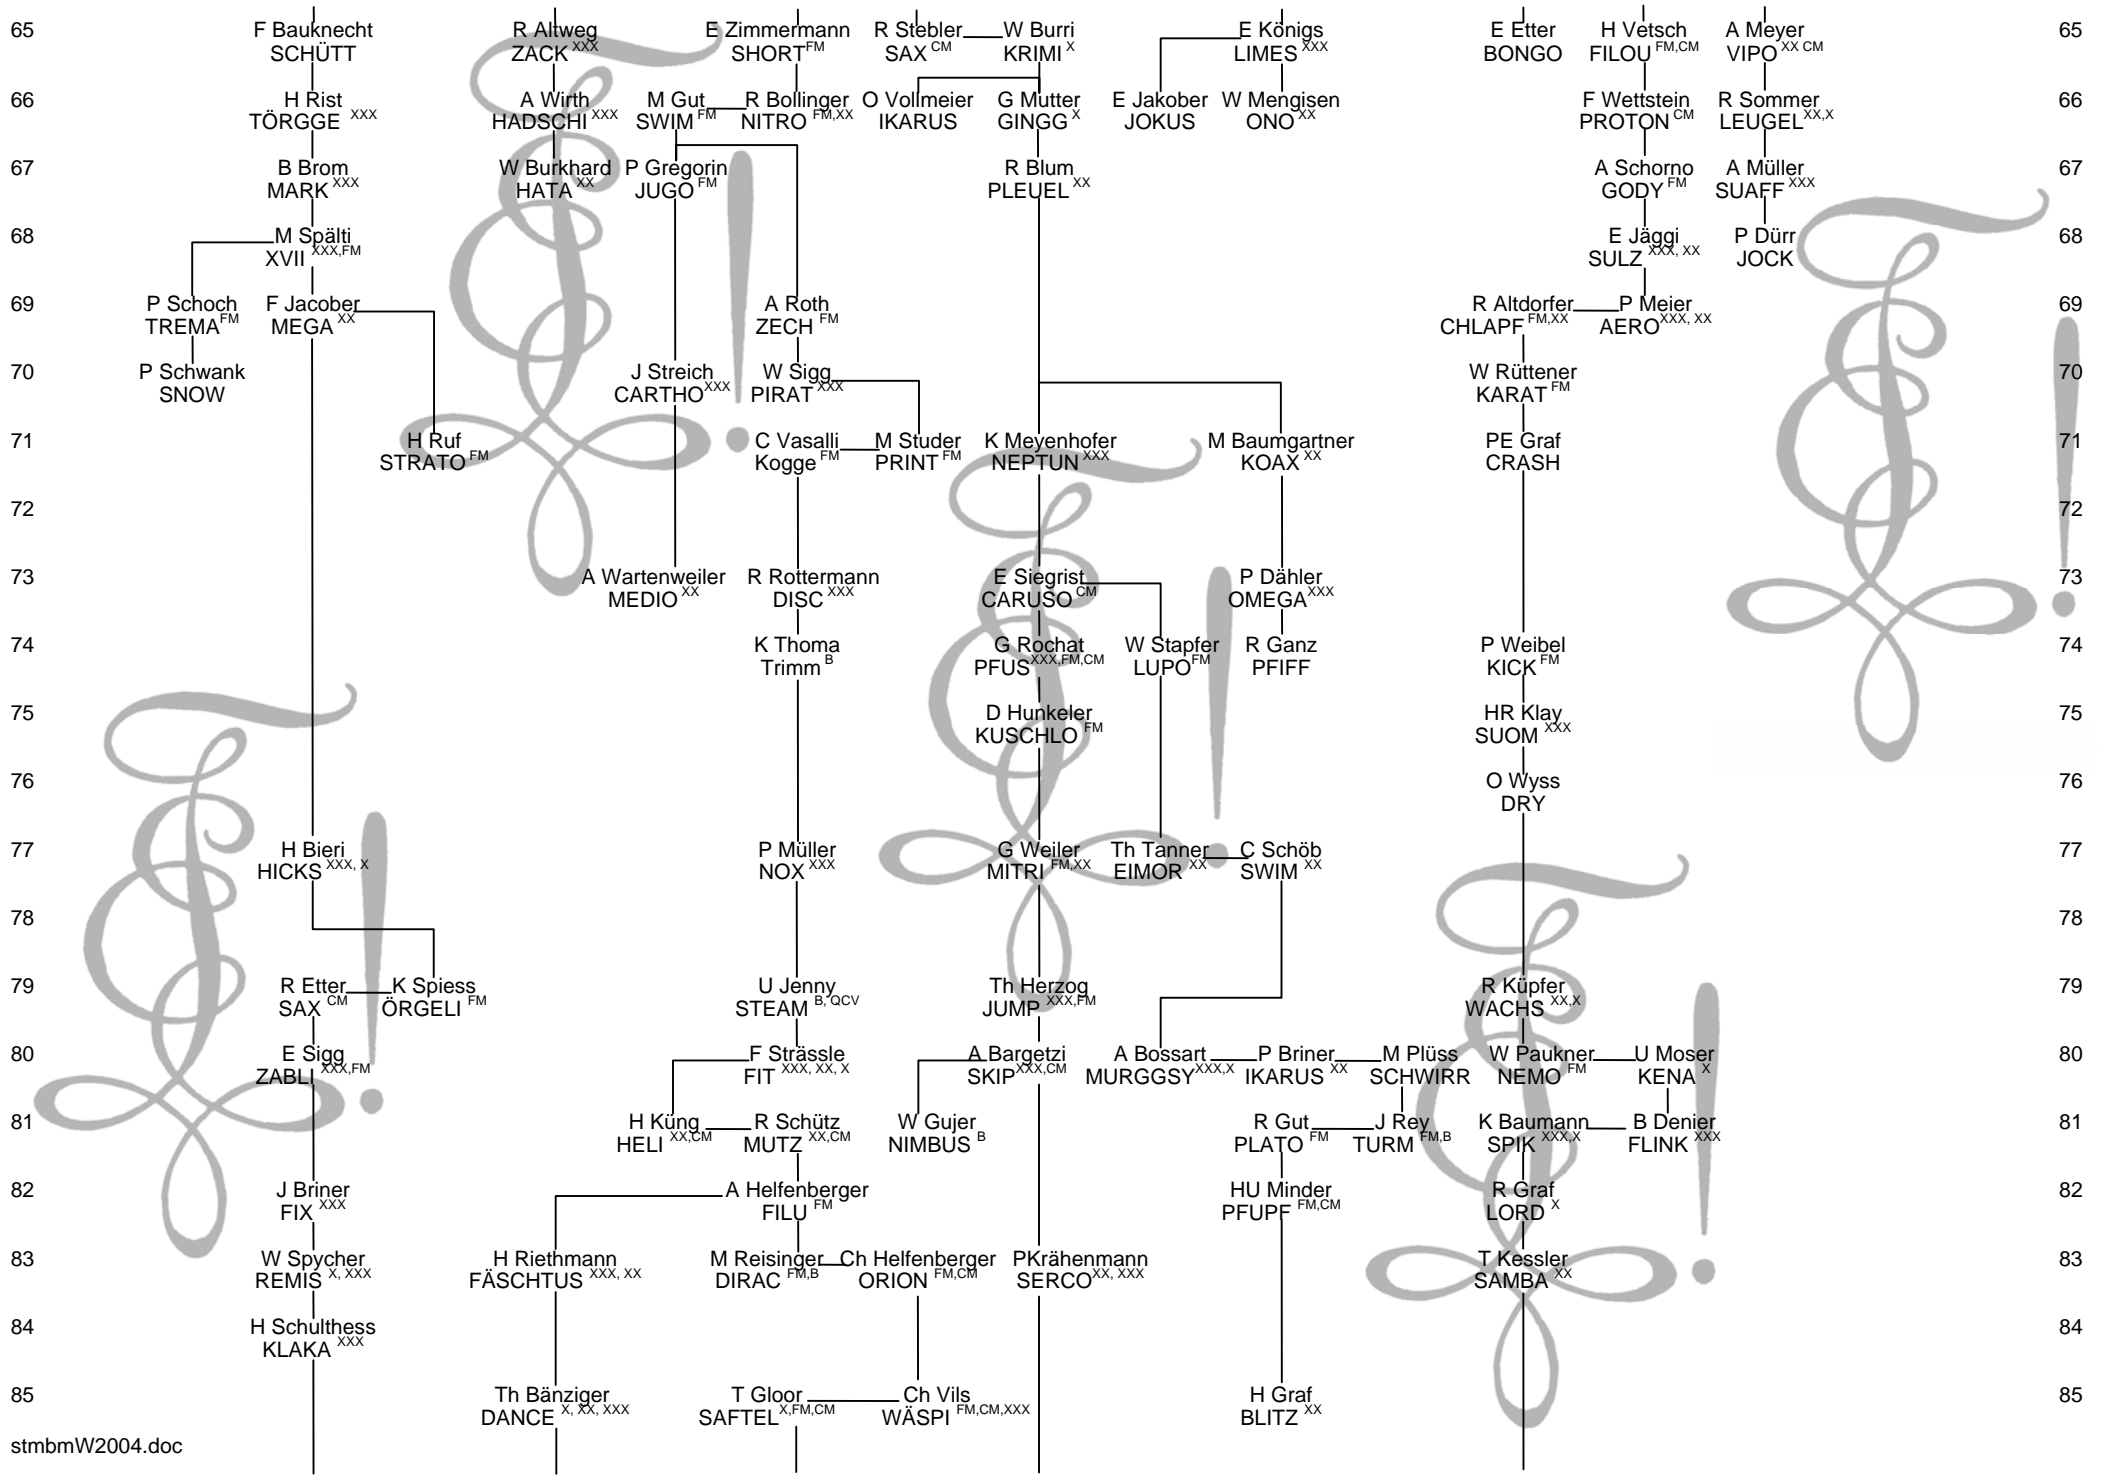 65 F Bauknecht R Altweg E Zimmermann R Stebler W Burri E Königs E Etter H Vetsch A Meyer 65
SCHÜTT ZACK XXX SHORT FM SAX CM KRIMI X LIMES XXX BONGO FILOU FM,CM VIPO XX CM
66 H Rist A Wirth M Gut R Bollinger O Vollmeier G Mutter E Jakober W Mengisen F Wettstein R Sommer 66
TÖRGGE XXX HADSCHI XXX SWIM FM NITRO FM,XX IKARUS GINGG X JOKUS ONO XX PROTON CM LEUGEL XX,X
67 B Brom W Burkhard P Gregorin R Blum A Schorno A Müller 67
MARK XXX HATA XX JUGO FM PLEUEL XX GODY FM SUAFF XXX
68 M Spälti E Jäggi P Dürr 68
XVII XXX,FM SULZ XXX, XX JOCK
69 P Schoch F Jacober A Roth R Altdorfer P Meier 69
TREMA FM MEGA XX ZECH FM CHLAPF FM,XX AERO XXX, XX
70 P Schwank J Streich W Sigg W Rüttener 70
SNOW CARTHO XXX PIRAT XXX KARAT FM
71 H Ruf C Vasalli M Studer K Meyenhofer M Baumgartner PE Graf 71
STRATO FM Kogge FM PRINT FM NEPTUN XXX KOAX XX CRASH
72 72
73 A Wartenweiler R Rottermann E Siegrist P Dähler 73
MEDIO XX DISC XXX CARUSO CM OMEGA XXX
74 K Thoma G Rochat W Stapfer R Ganz P Weibel 74
Trimm B PFUS XXX,FM,CM LUPO FM PFIFF KICK FM
75 D Hunkeler HR Klay 75
KUSCHLO FM SUOM XXX
76 O Wyss 76
DRY
77 H Bieri P Müller G Weiler Th Tanner C Schöb 77
HICKS XXX, X NOX XXX MITRI FM,XX EIMOR XX SWIM XX
78 78
79 R Etter K Spiess U Jenny Th Herzog R Küpfer 79
SAX CM ÖRGELI FM STEAM B, QCV JUMP XXX,FM WACHS XX,X
80 E Sigg F Strässle A Bargetzi A Bossart P Briner M Plüss W Paukner U Moser 80
ZABLI XXX,FM FIT XXX, XX, X SKIP XXX,CM MURGGSY XXX,X IKARUS XX SCHWIRR NEMO FM KENA X
81 H Küng R Schütz W Gujer R Gut J Rey K Baumann B Denier 81
HELI XX,CM MUTZ XX,CM NIMBUS B PLATO FM TURM FM,B SPIK XXX,X FLINK XXX
82 J Briner A Helfenberger HU Minder R Graf 82
FIX XXX FILU FM PFUPF FM,CM LORD X
83 W Spycher H Riethmann M Reisinger Ch Helfenberger PKrähenmann T Kessler 83
REMIS X, XXX FÄSCHTUS XXX, XX DIRAC FM,B ORION FM,CM SERCO XX, XXX SAMBA XX
84 H Schulthess 84
KLAKA XXX
85 Th Bänziger T Gloor Ch Vils H Graf 85
DANCE X, XX, XXX SAFTEL X,FM,CM WÄSPI FM,CM,XXX BLITZ XX
stmbmW2004.doc